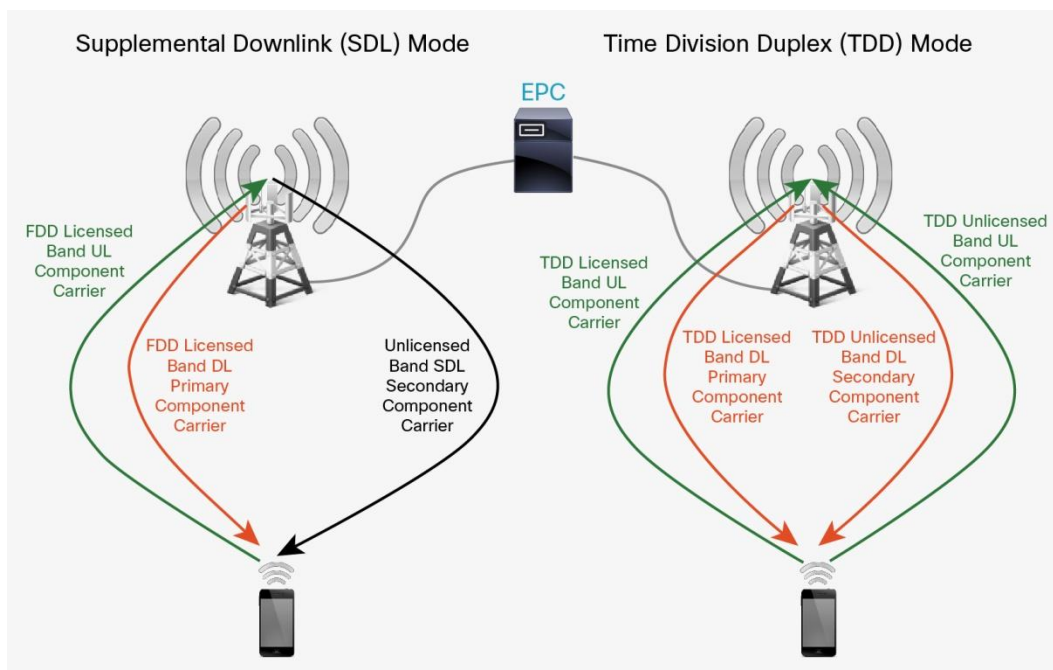 Supplemental Downlink (SDL) Mode
Time Division Duplex (TDD) Mode
EPC
FDD Licensed
Band UL
Component
Carrier
FDD Licensed
Band DL
Primary
Component
Carrier
Unlicensed
Band SDL
Secondary
Component
Carrier
TDD Licensed
Band UL
Component
Carrier
TDD Licensed
Band DL
Primary
Component
Carrier
TDD Unlicensed
Band DL
Secondary
Component
Carrier
TDD Unlicensed
Band UL
Component
Carrier